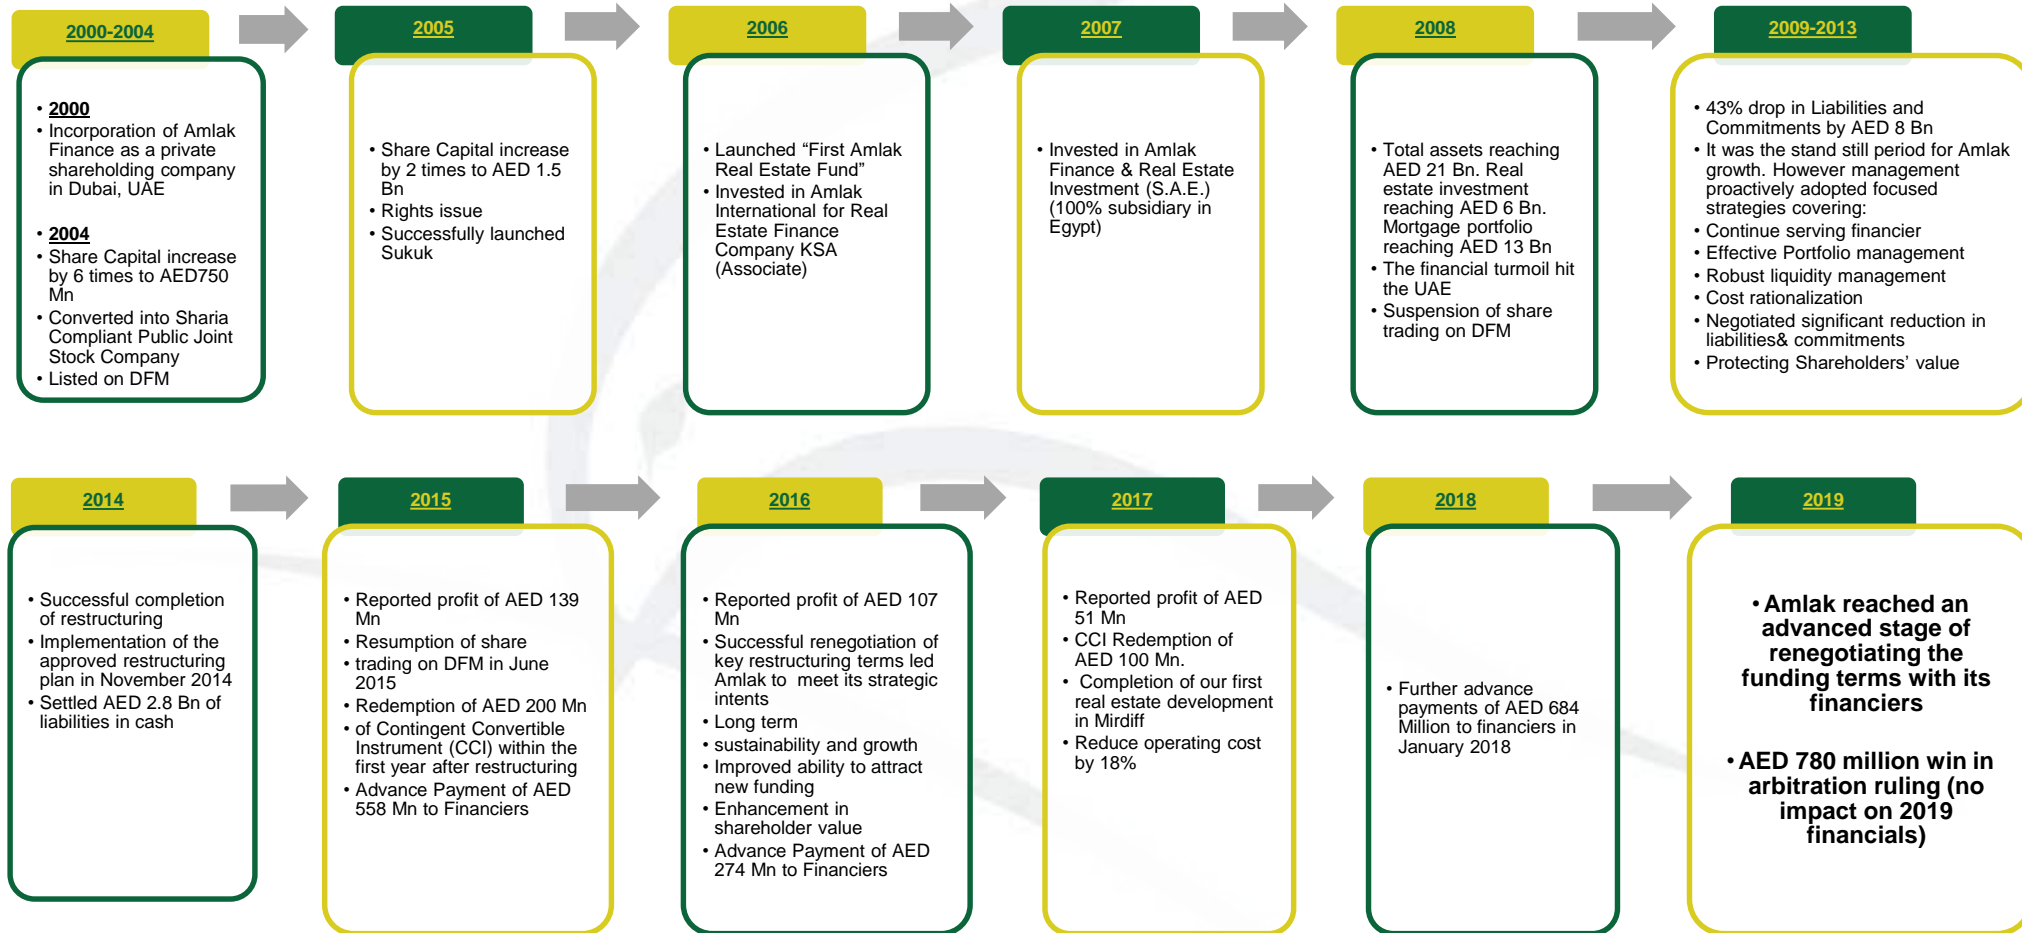 2000-2004
• 2000
• Incorporation of Amlak
Finance as a private
shareholding company
in Dubai, UAE
• 2004
• Share Capital increase
by 6 times to AED750
Mn
• Converted into Sharia
Compliant Public Joint
Stock Company
• Listed on DFM
2005
• Share Capital increase
by 2 times to AED 1.5
Bn
• Rights issue
• Successfully launched
Sukuk
2006
• Launched “First Amlak
Real Estate Fund”
• Invested in Amlak
International for Real
Estate Finance
Company KSA
(Associate)
2007
• Invested in Amlak
Finance & Real Estate
Investment (S.A.E.)
(100% subsidiary in
Egypt)
2008
• Total assets reaching
AED 21 Bn. Real
estate investment
reaching AED 6 Bn.
Mortgage portfolio
reaching AED 13 Bn
• The financial turmoil hit
the UAE
• Suspension of share
trading on DFM
2009-2013
• 43% drop in Liabilities and
Commitments by AED 8 Bn
• It was the stand still period for Amlak
growth. However management
proactively adopted focused
strategies covering:
• Continue serving financier
• Effective Portfolio management
• Robust liquidity management
• Cost rationalization
• Negotiated significant reduction in
liabilities& commitments
• Protecting Shareholders’ value
2014
• Successful completion
of restructuring
• Implementation of the
approved restructuring
plan in November 2014
• Settled AED 2.8 Bn of
liabilities in cash
2015
• Reported profit of AED 139
Mn
• Resumption of share
• trading on DFM in June
2015
• Redemption of AED 200 Mn
• of Contingent Convertible
Instrument (CCI) within the
first year after restructuring
• Advance Payment of AED
558 Mn to Financiers
2016
• Reported profit of AED 107
Mn
• Successful renegotiation of
key restructuring terms led
Amlak to meet its strategic
intents
• Long term
• sustainability and growth
• Improved ability to attract
new funding
• Enhancement in
shareholder value
• Advance Payment of AED
274 Mn to Financiers
2017
• Reported profit of AED
51 Mn
• CCI Redemption of
AED 100 Mn.
• Completion of our first
real estate development
in Mirdiff
• Reduce operating cost
by 18%
2018
• Further advance
payments of AED 684
Million to financiers in
January 2018
2019
• Amlak reached an
advanced stage of
renegotiating the
funding terms with its
financiers
• AED 780 million win in
arbitration ruling (no
impact on 2019
financials)